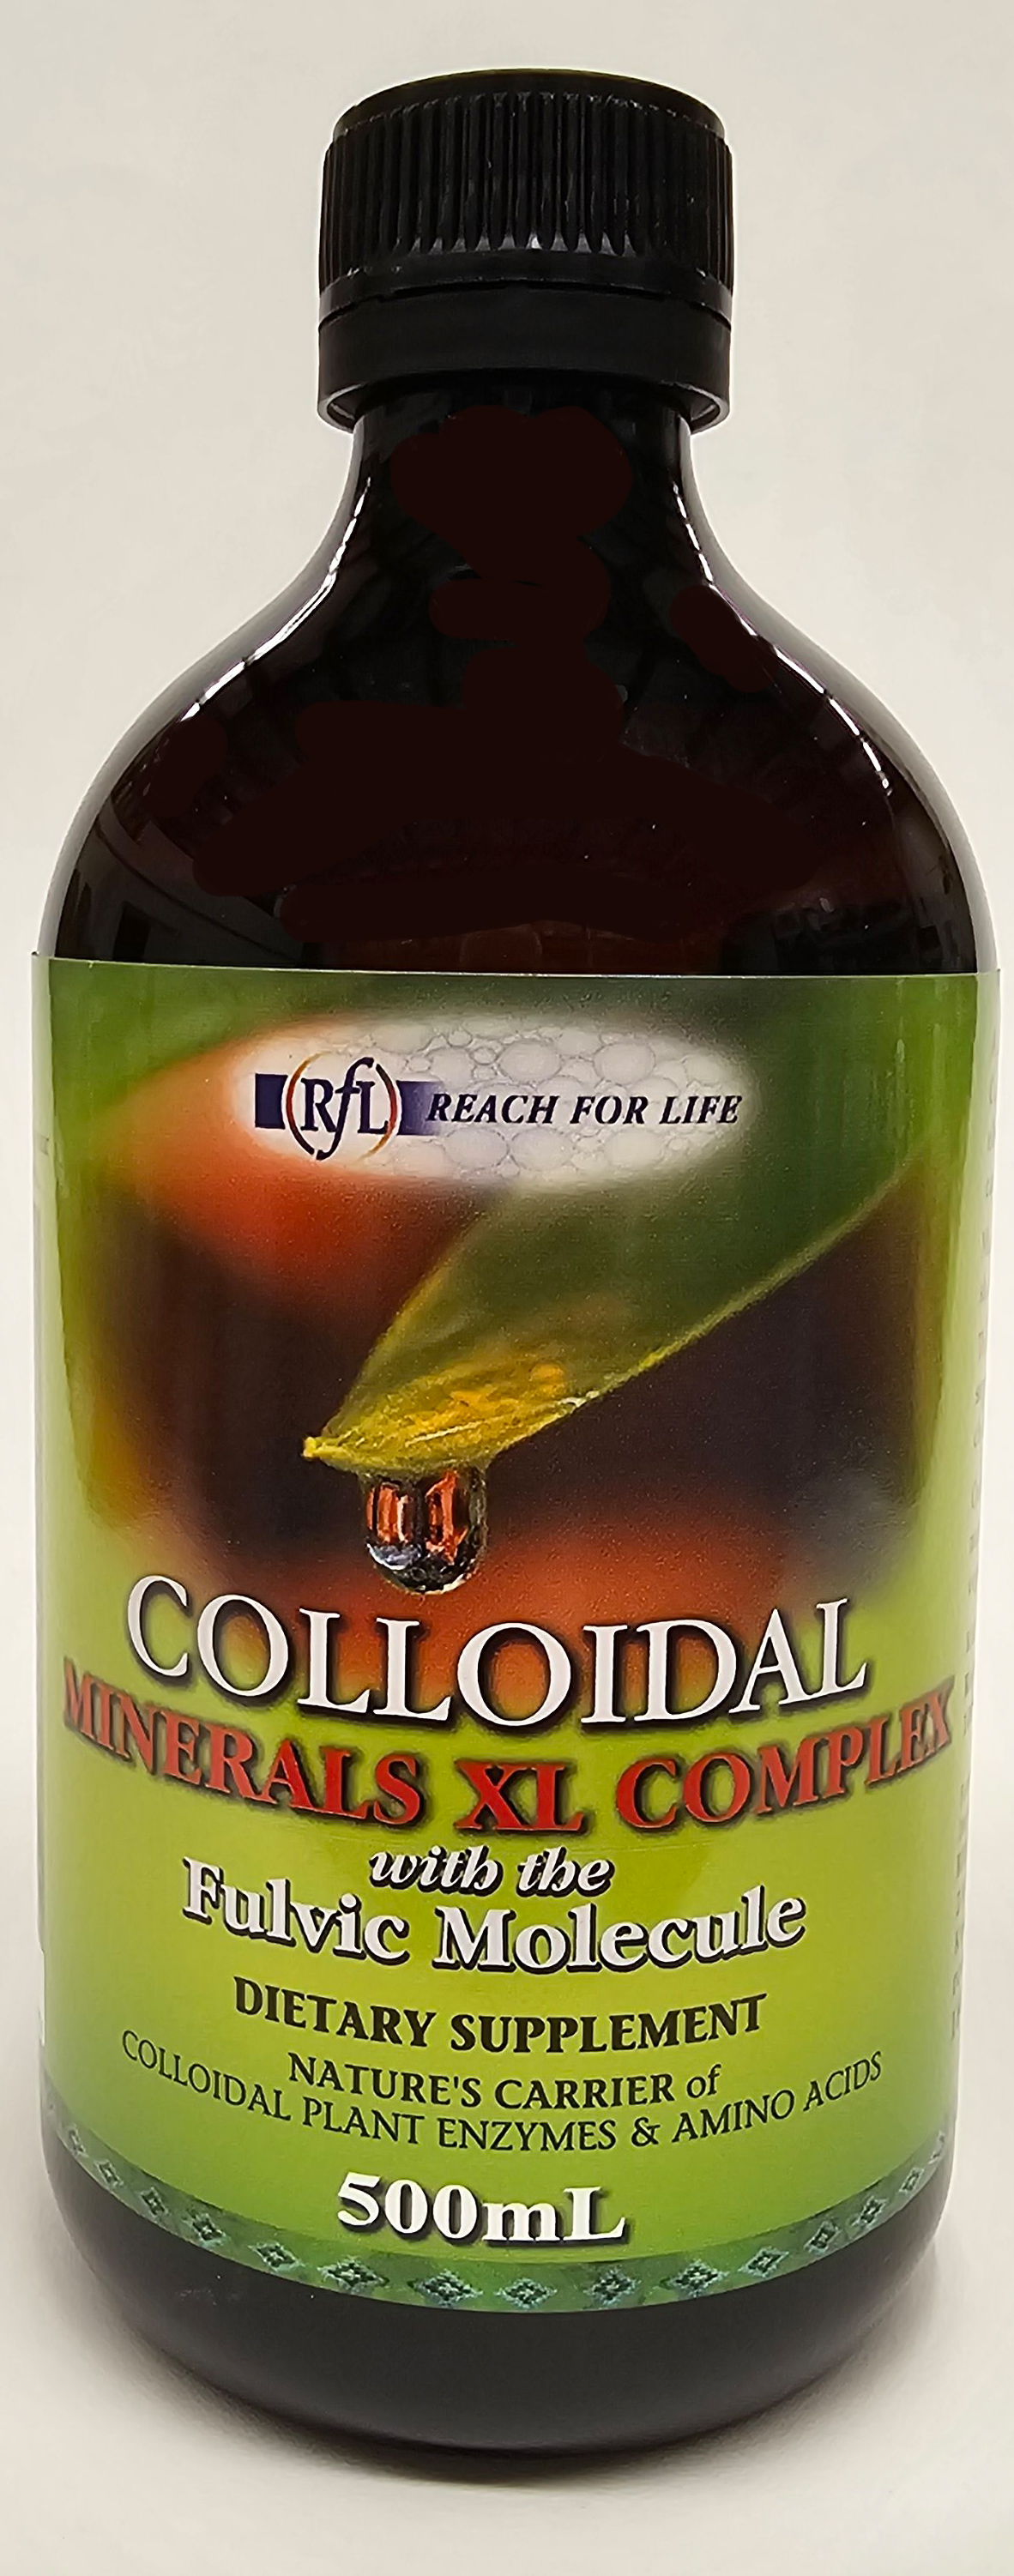 RfL REACH FOR LIFE
COLLOIDAL
MINERALS XL COMPLEX
with the
Fulvic Molecule
DIETARY SUPPLEMENT
NATURE'S CARRIER of
COLLOIDAL PLANT ENZYMES & AMINO ACIDS
500mL